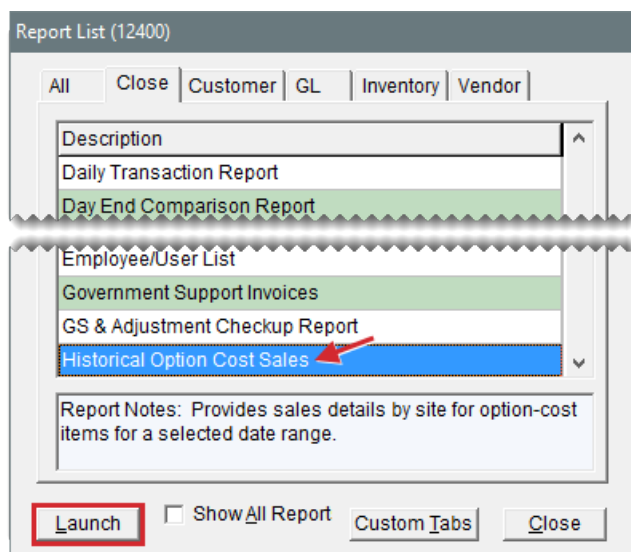 Report List (12400)
All Close Customer GL Inventory Vendor
Description
Daily Transaction Report
Day End Comparison Report
Employee/User List
Government Support Invoices
GS & Adjustment Checkup Report
Historical Option Cost Sales
Report Notes: Provides sales details by site for option-cost
items for a selected date range.
Launch Show All Report Custom Tabs Close